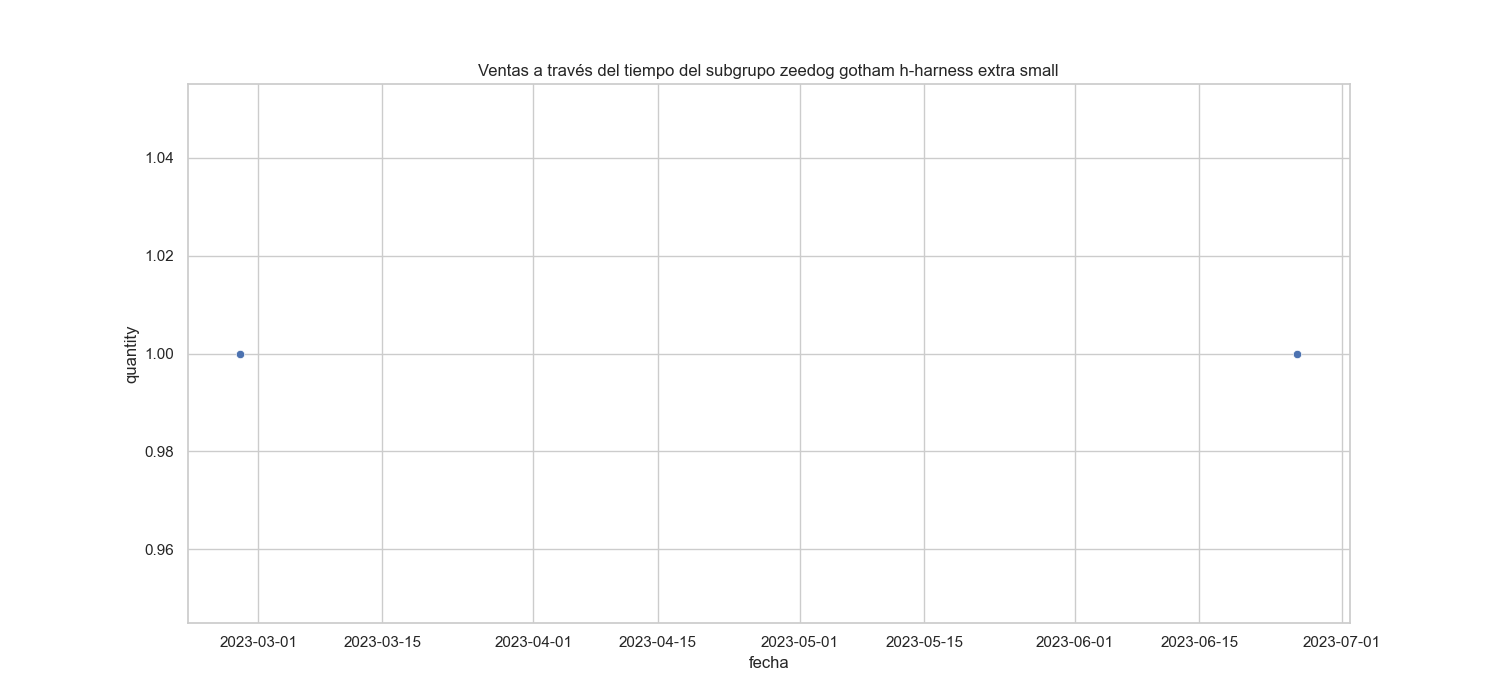 Ventas a través del tiempo del subgrupo zeedog gotham h-harness extra small
1.04
1.02
1.00
0.98
0.96
quantity
2023-03-01 2023-03-15 2023-04-01 2023-04-15 2023-05-01 2023-05-15 2023-06-01 2023-06-15 2023-07-01
fecha